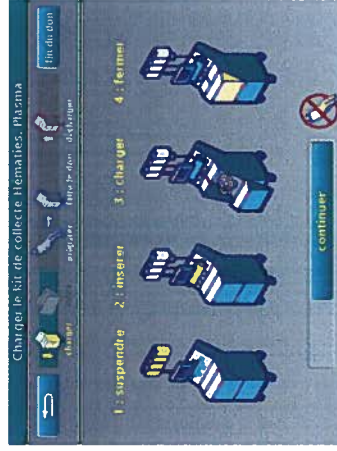 Charger le kit de collecte Hématies, Plasma
charger
préparer
faire le don
décharger
fin du don
1 : suspendre
2 : insérer
3 : charger
4 : fermer
continuer